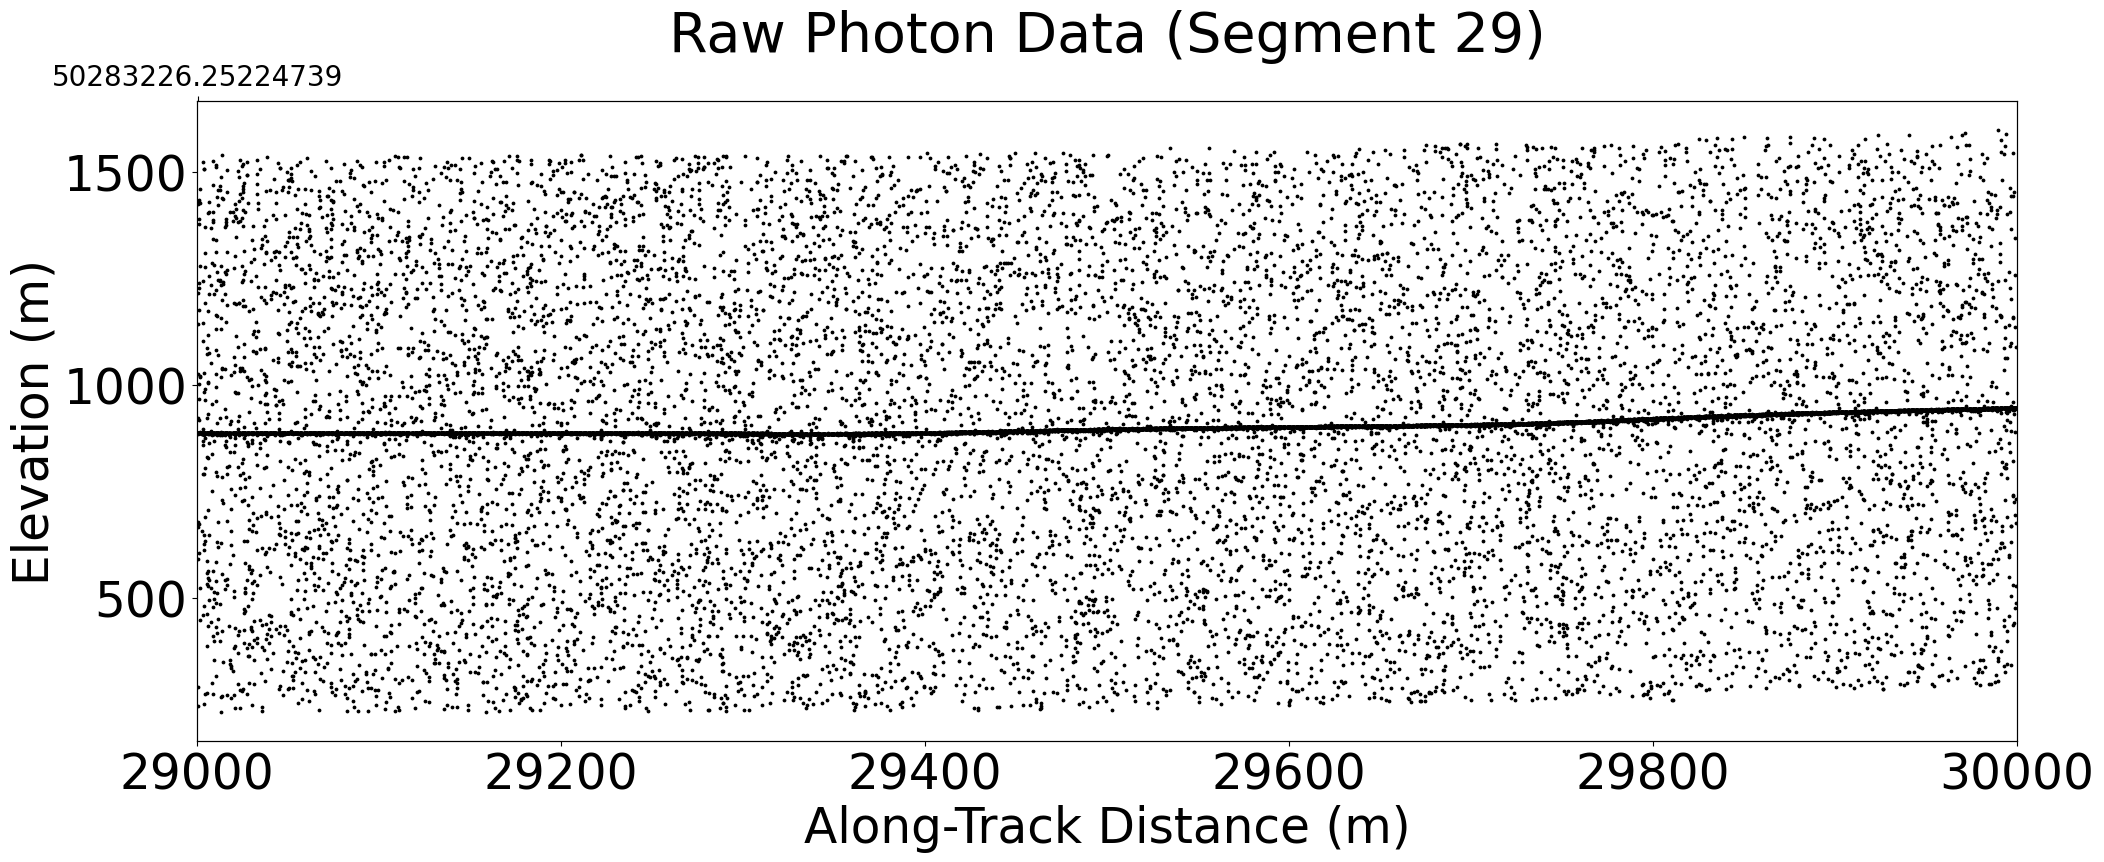 Raw Photon Data (Segment 29)
50283226.25224739
1500
1000
500
Elevation (m)
29000 29200 29400 29600 29800 30000
Along-Track Distance (m)